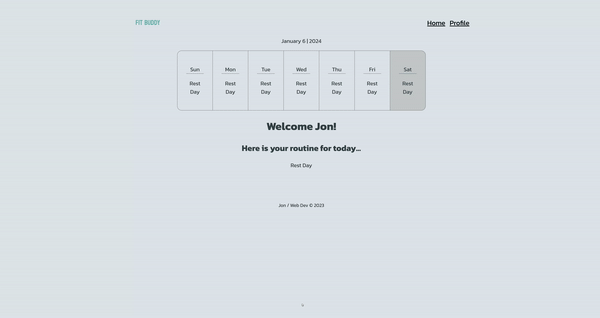 FIT BUDDY
Home Profile
January 6 | 2024
Sun Mon Tue Wed Thu Fri Sat
Rest Rest Rest Rest Rest Rest Rest
Day Day Day Day Day Day Day
Welcome Jon!
Here is your routine for today...
Rest Day
Jon / Web Dev © 2023